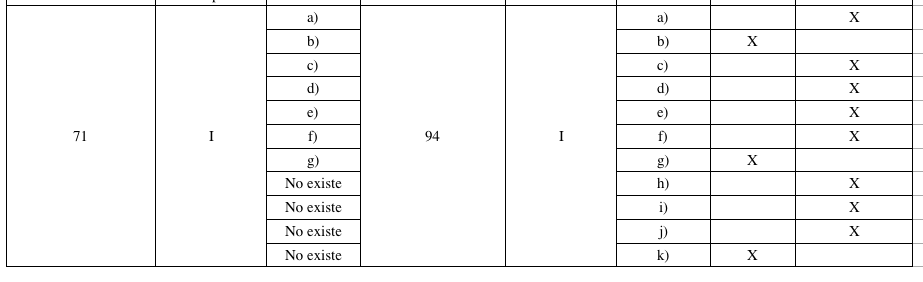 a) a) X
b) b) X
c) c) X
d) d) X
e) e) X
71 I f) 94 I f) X
g) g) X
No existe h) X
No existe i) X
No existe j) X
No existe k) X